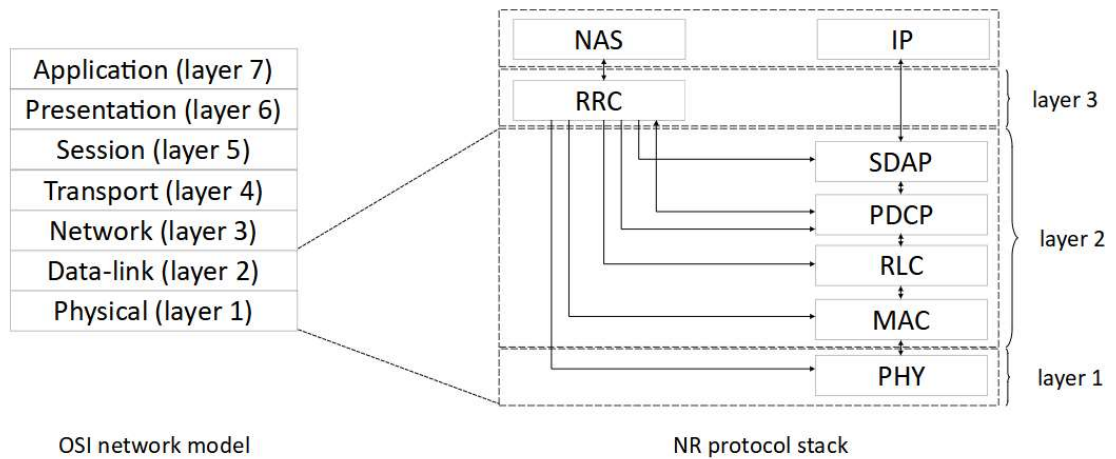 Application (layer 7)
Presentation (layer 6)
Session (layer 5)
Transport (layer 4)
Network (layer 3)
Data-link (layer 2)
Physical (layer 1)
OSI network model
NAS
IP
RRC
layer 3
SDAP
PDCP
RLC
MAC
layer 2
PHY
layer 1
NR protocol stack